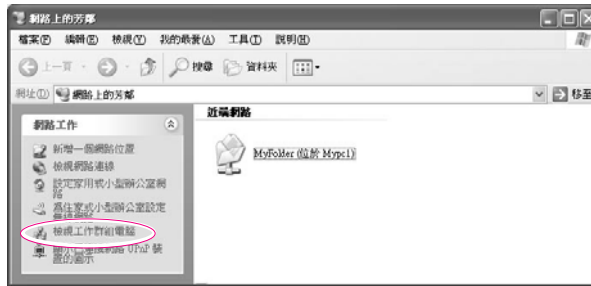 網路上的芳鄰
檔案(F) 編輯(E) 檢視(V) 我的最愛(A) 工具(T) 說明(H)
上一頁 搜尋 資料夾
網址(D) 網路上的芳鄰 移至
網路工作
新增一個網路位置
檢視網路連線
設定家用或小型辦公室網
路
為住家或小型辦公室設定
無線網路
檢視工作群組電腦
顯示已連線網路 UPnP 裝
置的圖示
近端網路
MyFolder (位於 Mypc1)